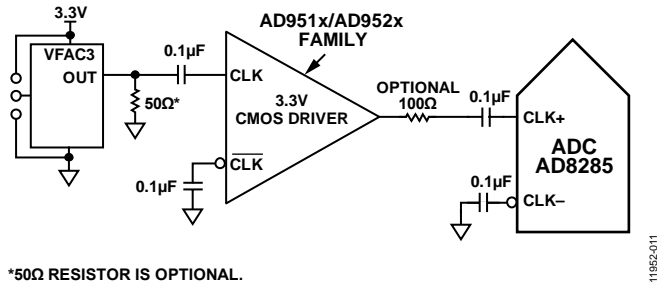 3.3V
VFAC3
OUT
50Ω*
0.1µF
AD951x/AD952x
FAMILY
CLK
3.3V
CMOS DRIVER
CLK
0.1µF
OPTIONAL
100Ω
0.1µF
CLK+
ADC
AD8285
0.1µF
CLK–
*50Ω RESISTOR IS OPTIONAL.
11952-011